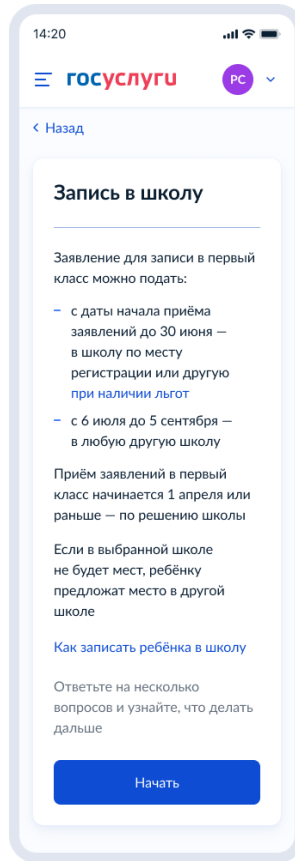 14:20
госуслуги
РС
Назад
Запись в школу
Заявление для записи в первый
класс можно подать:
– с даты начала приёма
заявлений до 30 июня —
в школу по месту
регистрации или другую
при наличии льгот
– с 6 июля до 5 сентября —
в любую другую школу
Приём заявлений в первый
класс начинается 1 апреля или
раньше — по решению школы
Если в выбранной школе
не будет мест, ребёнку
предложат место в другой
школе
Как записать ребёнка в школу
Ответьте на несколько
вопросов и узнайте, что делать
дальше
Начать